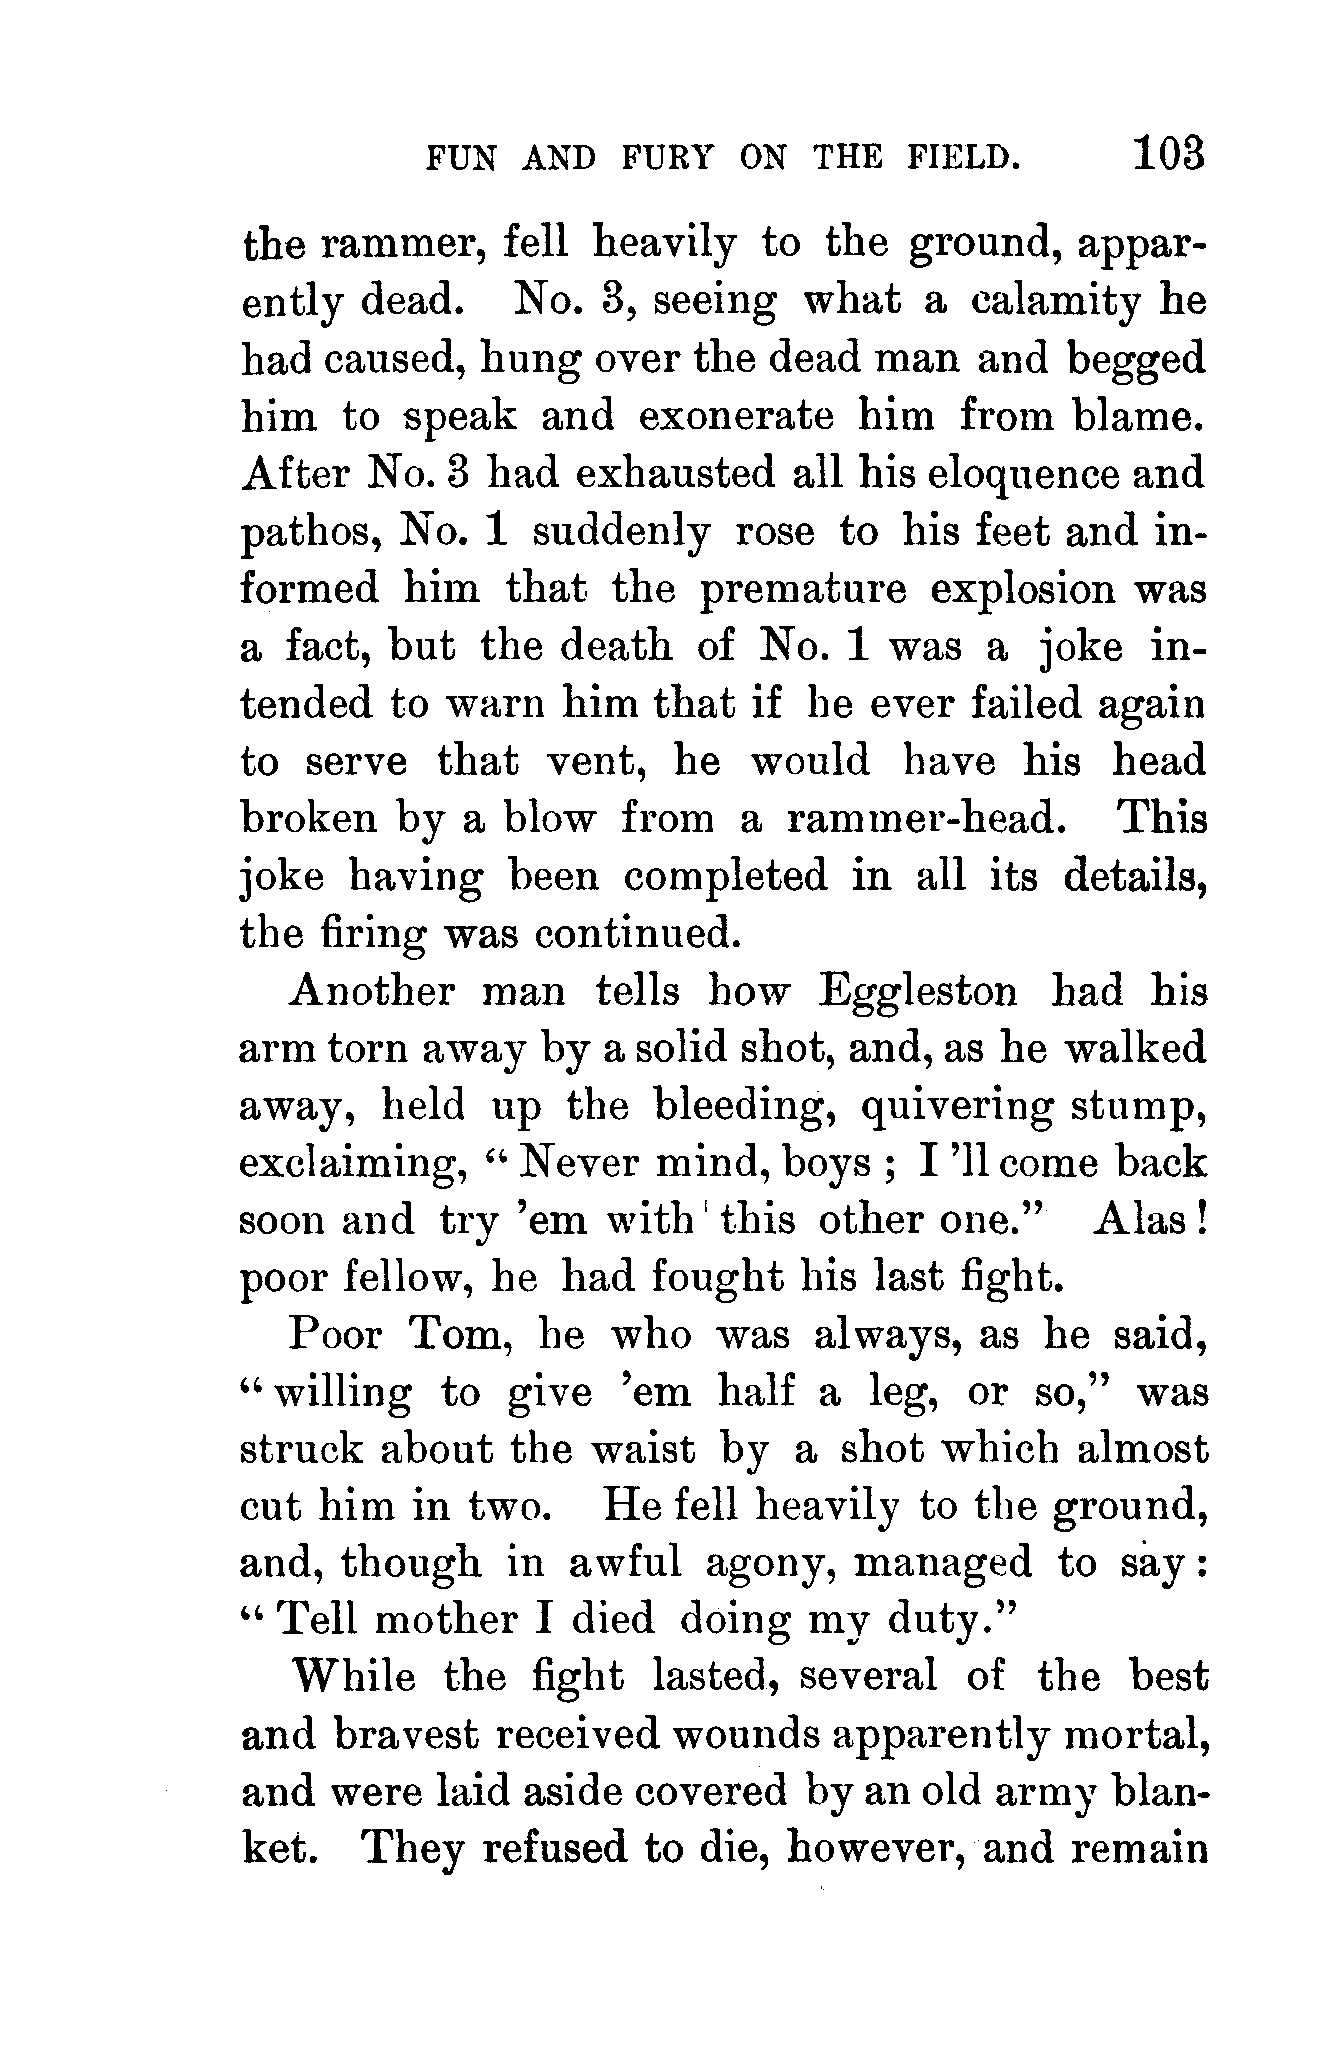 FUN AND FURY ON THE FIELD. 103
the rammer, fell heavily to the ground, appar-
ently dead. No. 3, seeing what a calamity he
had caused, hung over the dead man and begged
him to speak and exonerate him from blame.
After No. 3 had exhausted all his eloquence and
pathos, No. 1 suddenly rose to his feet and in-
formed him that the premature explosion was
a fact, but the death of No. 1 was a joke in-
tended to warn him that if he ever failed again
to serve that vent, he would have his head
broken by a blow from a rammer-head. This
joke having been completed in all its details,
the firing was continued.
Another man tells how Eggleston had his
arm torn away by a solid shot, and, as he walked
away, held up the bleeding, quivering stump,
exclaiming, “Never mind, boys; I'll come back
soon and try 'em with this other one.” Alas!
poor fellow, he had fought his last fight.
Poor Tom, he who was always, as he said,
“willing to give 'em half a leg, or so,” was
struck about the waist by a shot which almost
cut him in two. He fell heavily to the ground,
and, though in awful agony, managed to say:
“Tell mother I died doing my duty.”
While the fight lasted, several of the best
and bravest received wounds apparently mortal,
and were laid aside covered by an old army blan-
ket. They refused to die, however, and remain